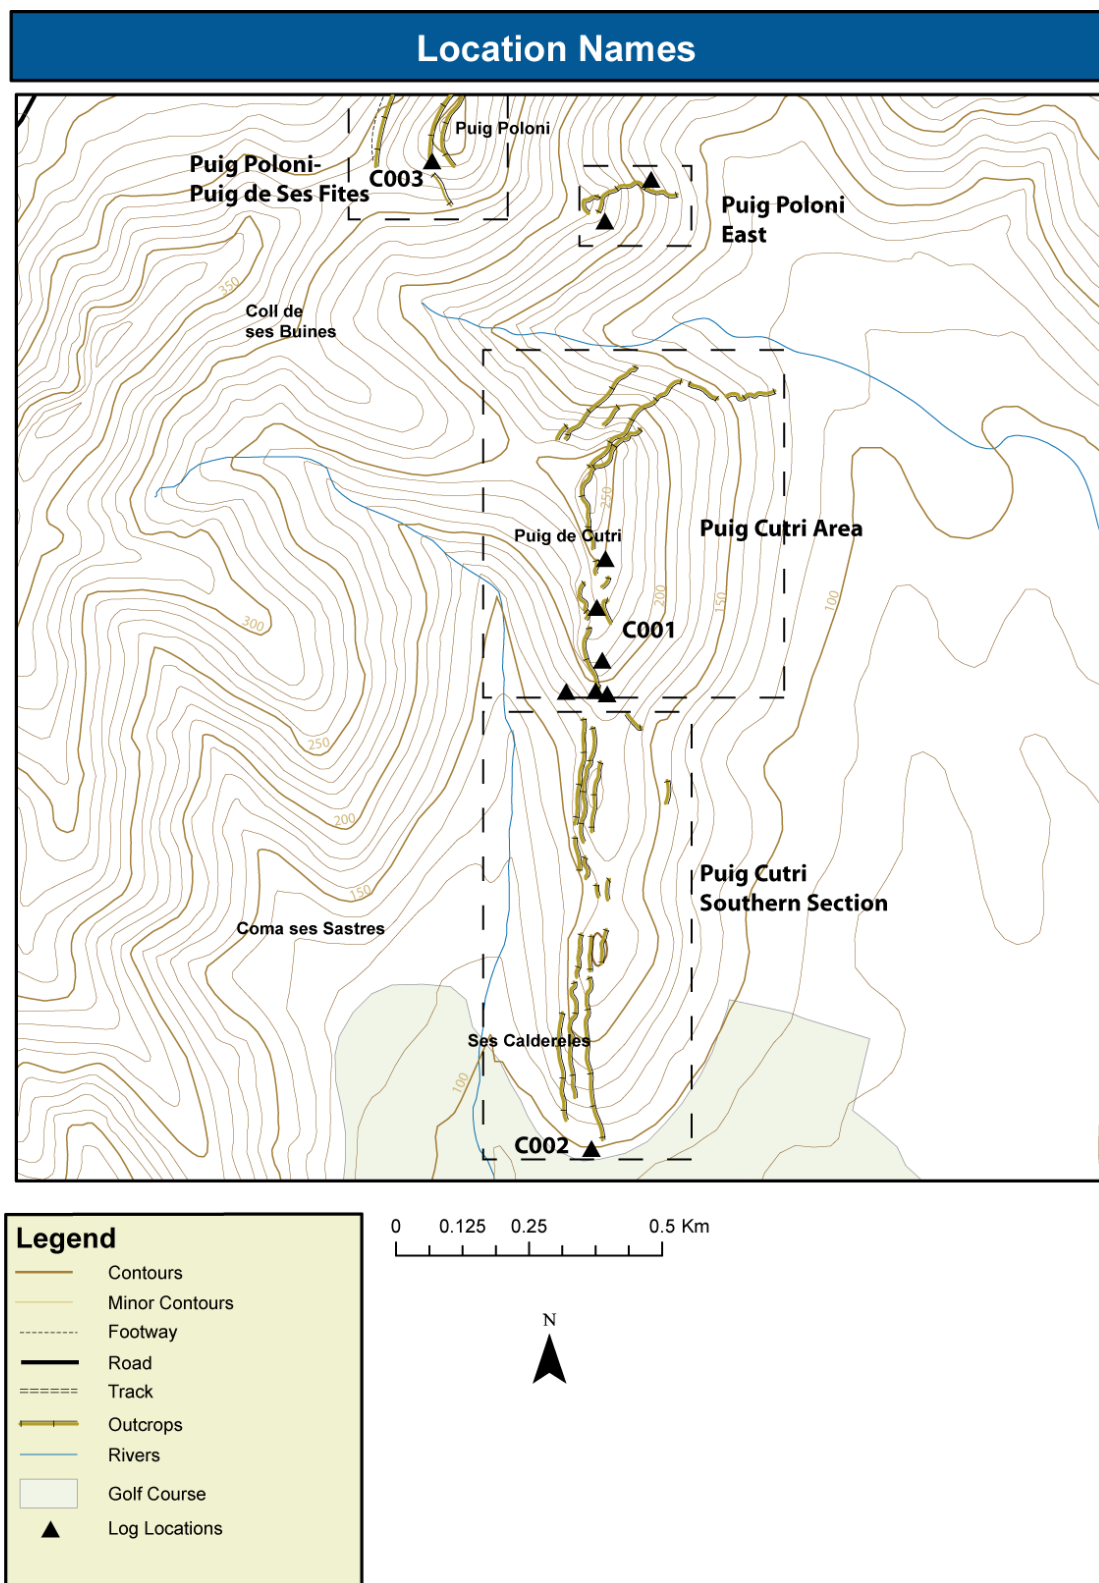 Location Names
Puig Poloni
Puig Poloni-
Puig de Ses Fites
C003
Puig Poloni
East
350
Coll de
ses Buines
250
Puig de Cutri
Puig Cutri Area
200
150
100
300
C001
250
200
150
Puig Cutri
Southern Section
Coma ses Sastres
Ses Caldereles
100
C002
Legend
Contours
Minor Contours
Footway
Road
Track
Outcrops
Rivers
Golf Course
Log Locations
0 0.125 0.25 0.5 Km
N